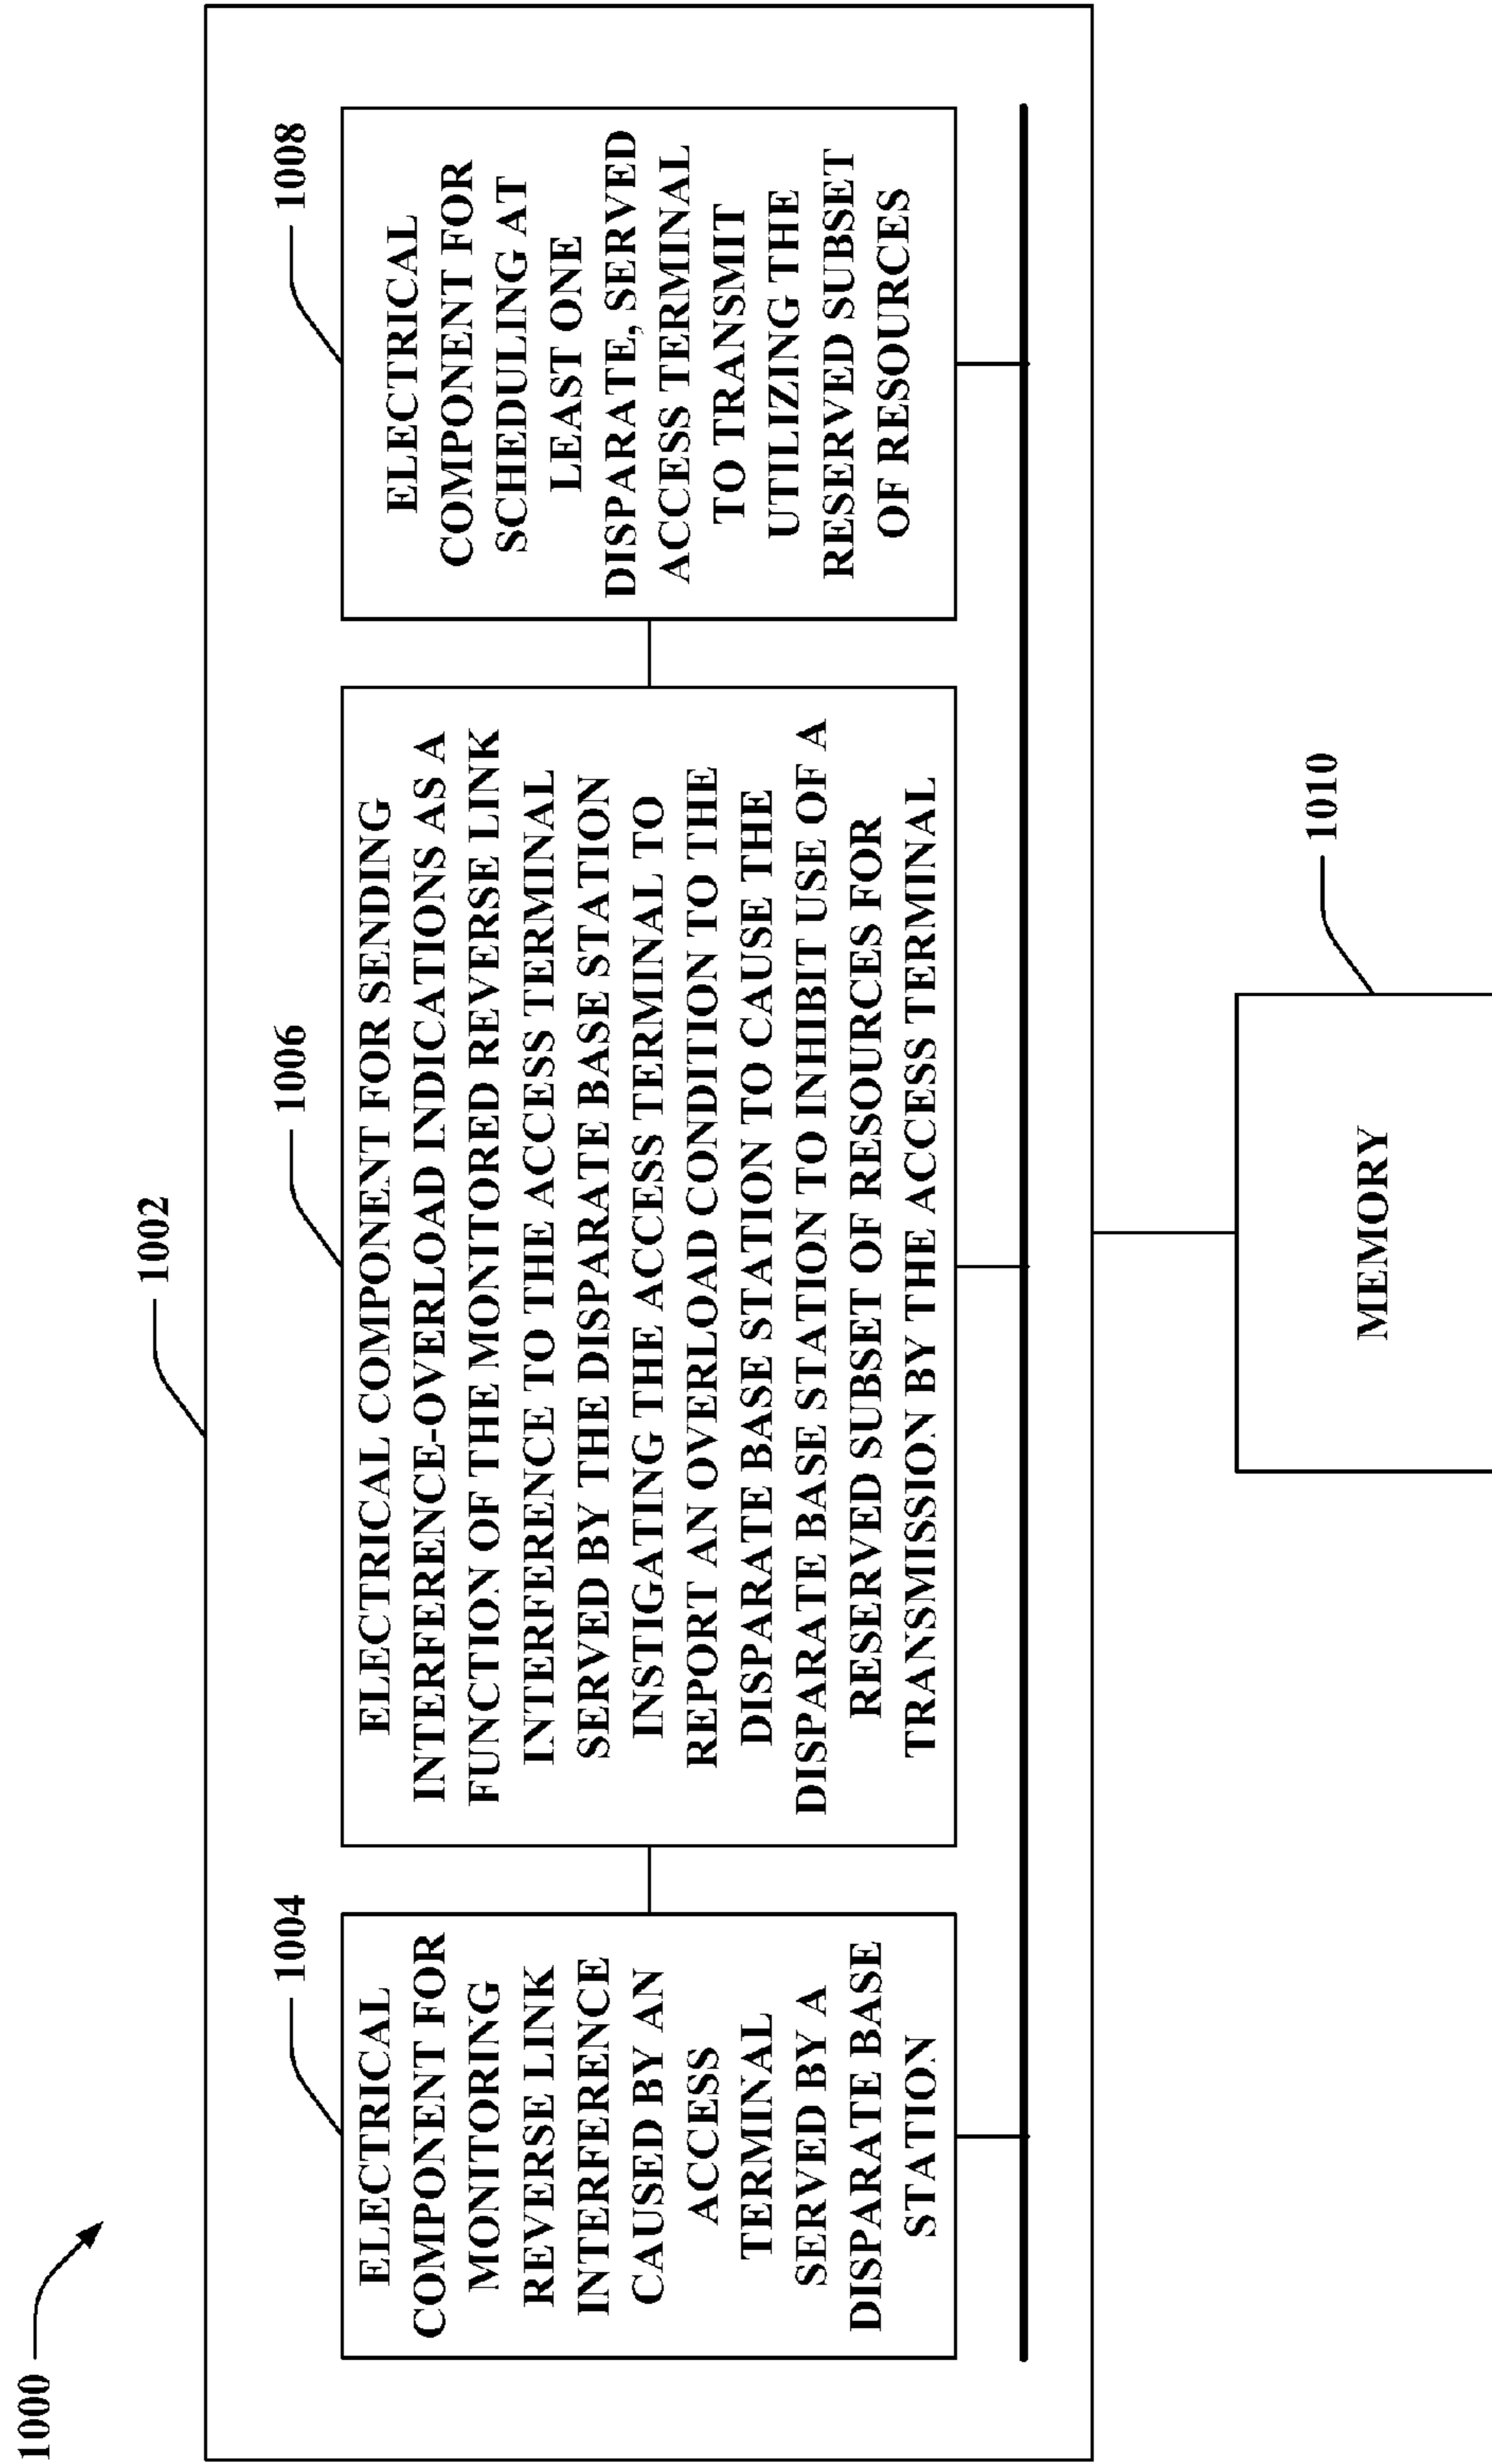 1000
1002
1004
ELECTRICAL
COMPONENT FOR
MONITORING
REVERSE LINK
INTERFERENCE
CAUSED BY AN
ACCESS
TERMINAL
SERVED BY A
DISPARATE BASE
STATION
1006
ELECTRICAL COMPONENT FOR SENDING
INTERFERENCE-OVERLOAD INDICATIONS AS A
FUNCTION OF THE MONITORED REVERSE LINK
INTERFERENCE TO THE ACCESS TERMINAL
SERVED BY THE DISPARATE BASE STATION
INSTIGATING THE ACCESS TERMINAL TO
REPORT AN OVERLOAD CONDITION TO THE
DISPARATE BASE STATION TO CAUSE THE
DISPARATE BASE STATION TO INHIBIT USE OF A
RESERVED SUBSET OF RESOURCES FOR
TRANSMISSION BY THE ACCESS TERMINAL
1008
ELECTRICAL
COMPONENT FOR
SCHEDULING AT
LEAST ONE
DISPARATE, SERVED
ACCESS TERMINAL
TO TRANSMIT
UTILIZING THE
RESERVED SUBSET
OF RESOURCES
1010
MEMORY